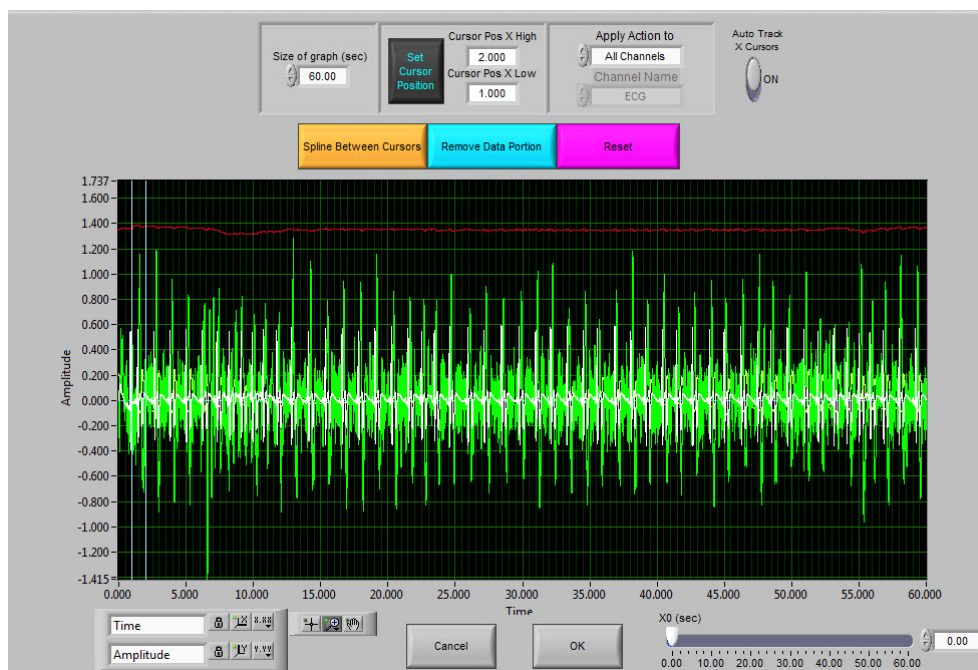 Size of graph (sec)
60.00
Set
Cursor
Position
Cursor Pos X High
2.000
Cursor Pos X Low
1.000
Apply Action to
All Channels
Channel Name
ECG
Auto Track
X Cursors
ON
Spline Between Cursors
Remove Data Portion
Reset
Amplitude
1.737
1.600
1.400
1.200
1.000
0.800
0.600
0.400
0.200
0.000
-0.200
-0.400
-0.600
-0.800
-1.000
-1.200
-1.415
0.000 5.000 10.000 15.000 20.000 25.000 30.000 35.000 40.000 45.000 50.000 55.000 60.000
Time
Time
X X.XX
Amplitude
Y Y.YY
Cancel
OK
X0 (sec)
0.00 10.00 20.00 30.00 40.00 50.00 60.00
0.00